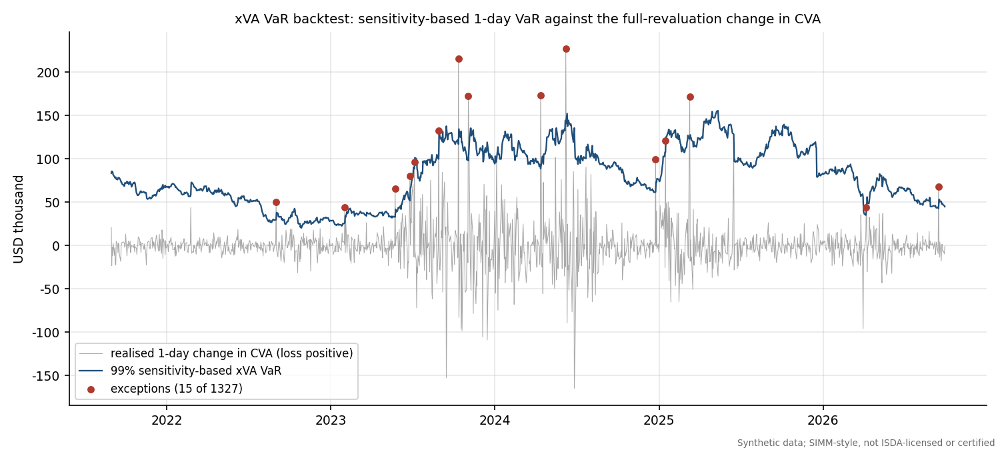 xVA VaR backtest: sensitivity-based 1-day VaR against the full-revaluation change in CVA
USD thousand
200
150
100
50
0
-50
-100
-150
realised 1-day change in CVA (loss positive)
99% sensitivity-based xVA VaR
exceptions (15 of 1327)
2022 2023 2024 2025 2026
Synthetic data; SIMM-style, not ISDA-licensed or certified